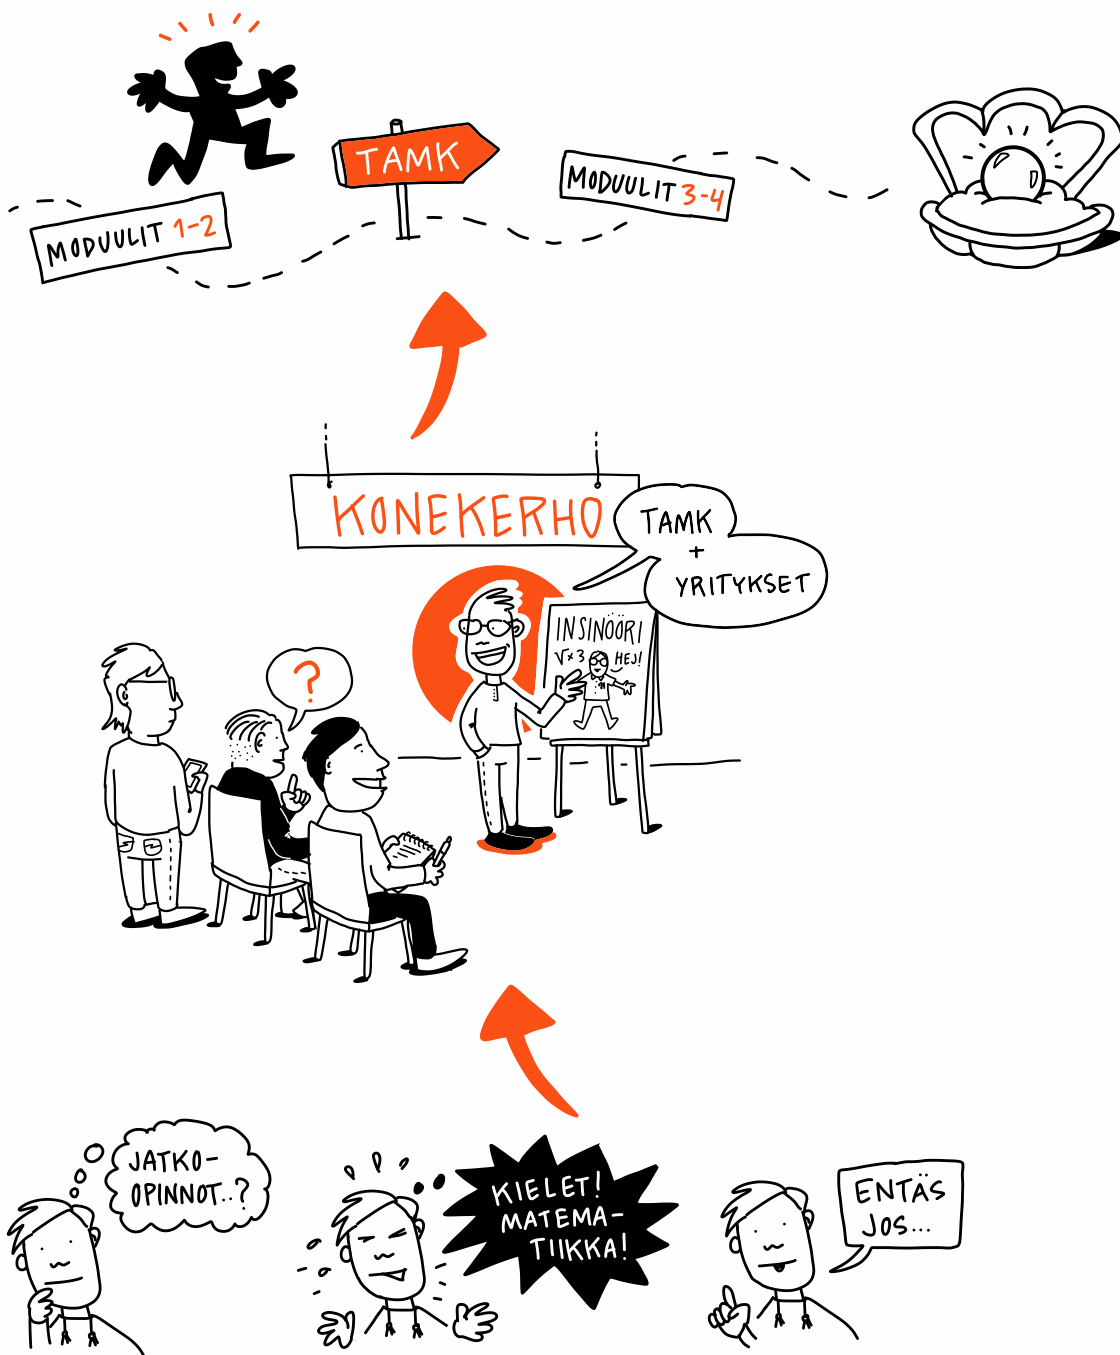 TAMK
MODUULIT 3-4
MODUULIT 1-2
KONEKERHO
TAMK
+
YRITYKSET
INSINÖÖRI
√x3
HEJ!
?
JATKO-
OPINNOT..?
KIELET!
MATEMA-
TIIKKA!
ENTÄS
JOS...